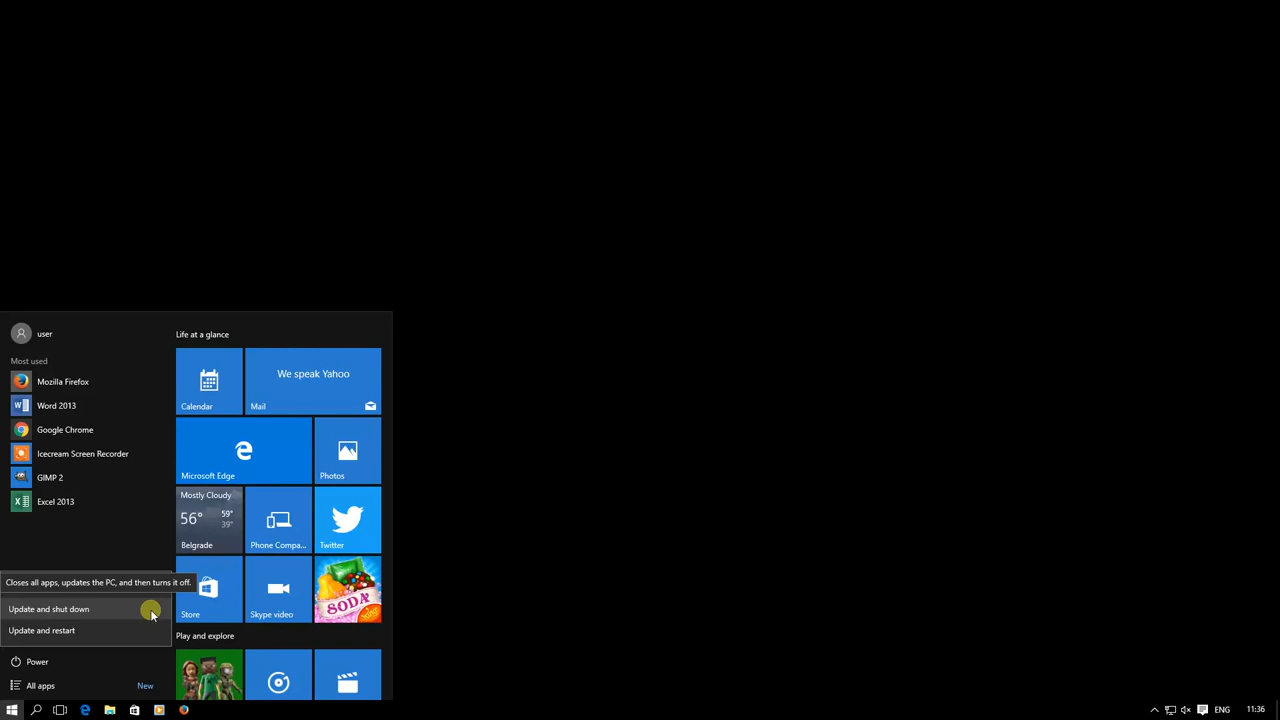 user
Most used
Mozilla Firefox
Word 2013
Google Chrome
Icecream Screen Recorder
GIMP 2
Excel 2013
Closes all apps, updates the PC, and then turns it off.
Update and shut down
Update and restart
Power
All apps
New
Life at a glance
Calendar
We speak Yahoo
Mail
Microsoft Edge
Photos
Mostly Cloudy
56°
59°
39°
Belgrade
Phone Compa...
Twitter
Store
Skype video
SODA
Play and explore
ENG
11:36